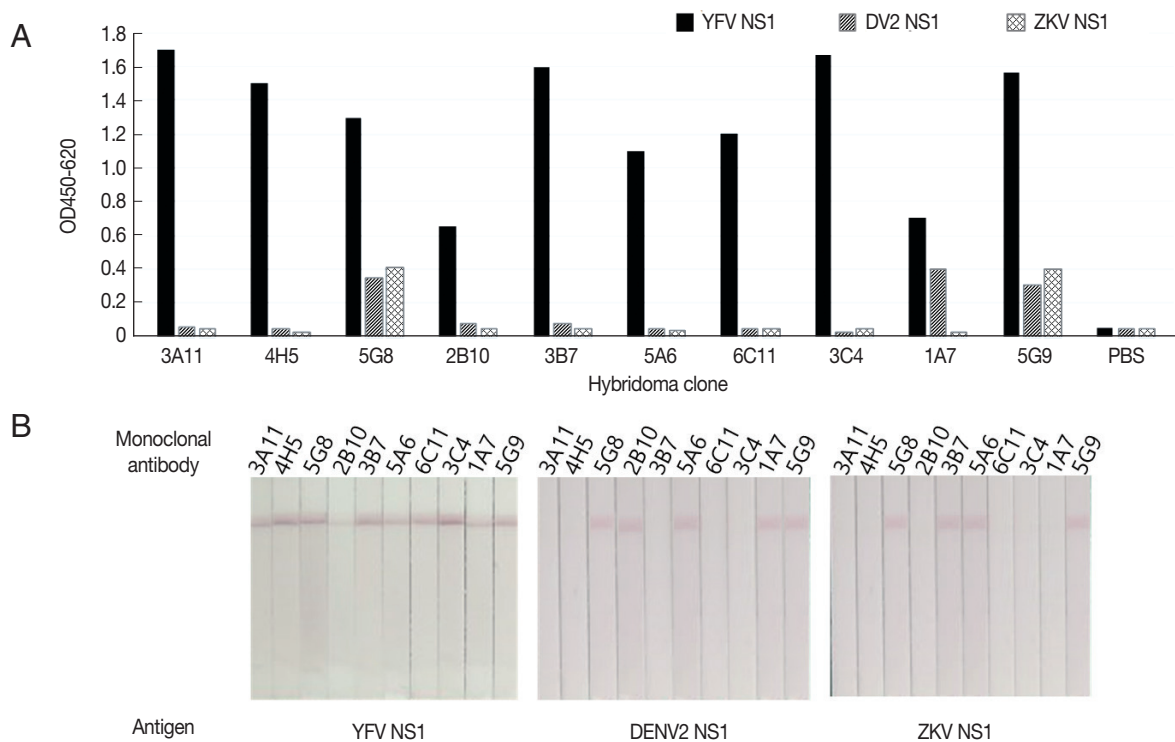 A
YFV NS1 DV2 NS1 ZKV NS1
1.8
1.6
1.4
1.2
1.0
0.8
0.6
0.4
0.2
0
OD450-620
3A11 4H5 5G8 2B10 3B7 5A6 6C11 3C4 1A7 5G9 PBS
Hybridoma clone
B
Monoclonal
antibody
3A11 4H5 5G8 2B10 3B7 5A6 6C11 3C4 1A7 5G9
3A11 4H5 5G8 2B10 3B7 5A6 6C11 3C4 1A7 5G9
3A11 4H5 5G8 2B10 3B7 5A6 6C11 3C4 1A7 5G9
Antigen YFV NS1 DENV2 NS1 ZKV NS1